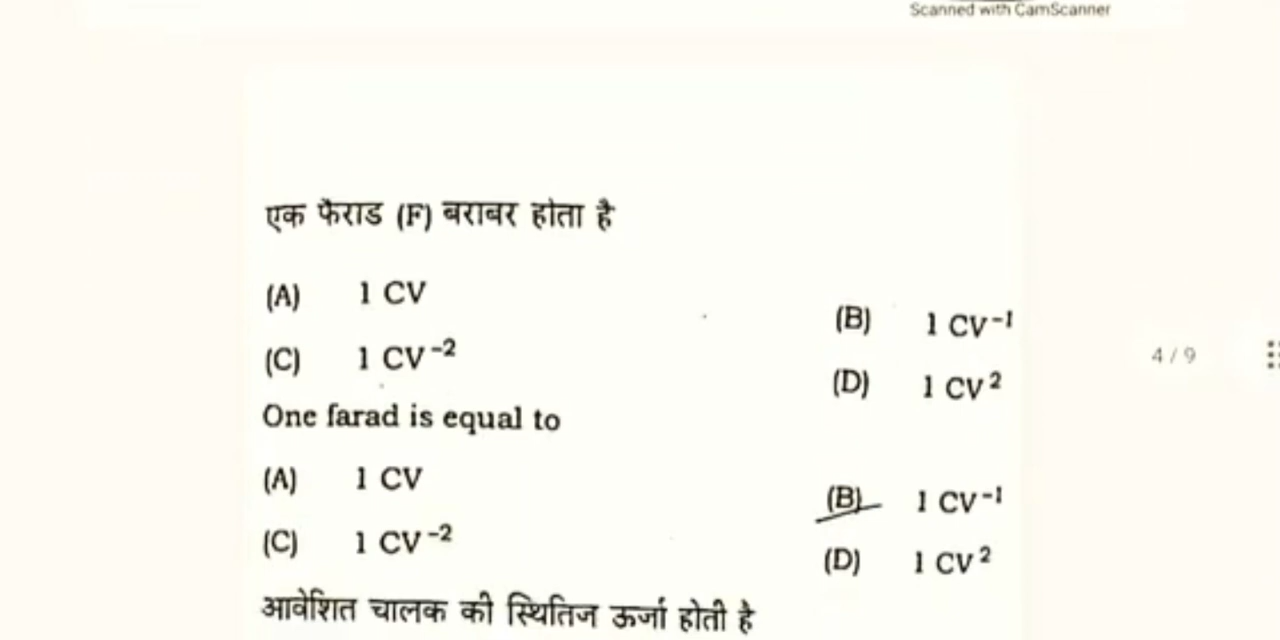 Scanned with CamScanner
एक फैराड (F) बराबर होता है
(A) 1 CV
(B) 1 CV⁻¹
(C) 1 CV⁻²
(D) 1 CV²
4 / 9
One farad is equal to
(A) 1 CV
(B) 1 CV⁻¹
(C) 1 CV⁻²
(D) 1 CV²
आवेशित चालक की स्थितिज ऊर्जा होती है